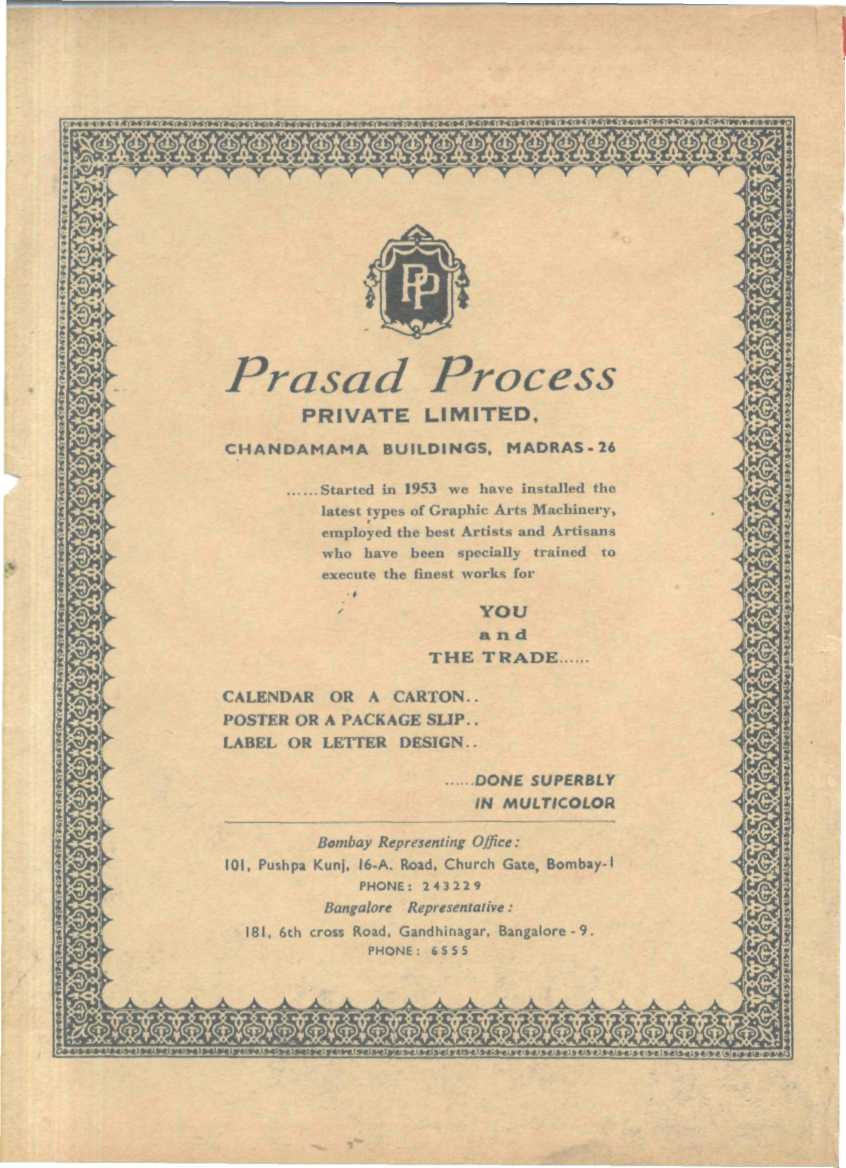 PP
Prasad Process
PRIVATE LIMITED,
CHANDAMAMA BUILDINGS, MADRAS-26
......Started in 1953 we have installed the
latest types of Graphic Arts Machinery,
employed the best Artists and Artisans
who have been specially trained to
execute the finest works for
YOU
and
THE TRADE......
CALENDAR OR A CARTON..
POSTER OR A PACKAGE SLIP..
LABEL OR LETTER DESIGN..
......DONE SUPERBLY
IN MULTICOLOR
Bombay Representing Office:
101, Pushpa Kunj, 16-A. Road, Church Gate, Bombay-1
PHONE: 243229
Bangalore Representative:
181, 6th cross Road, Gandhinagar, Bangalore-9.
PHONE: 6555